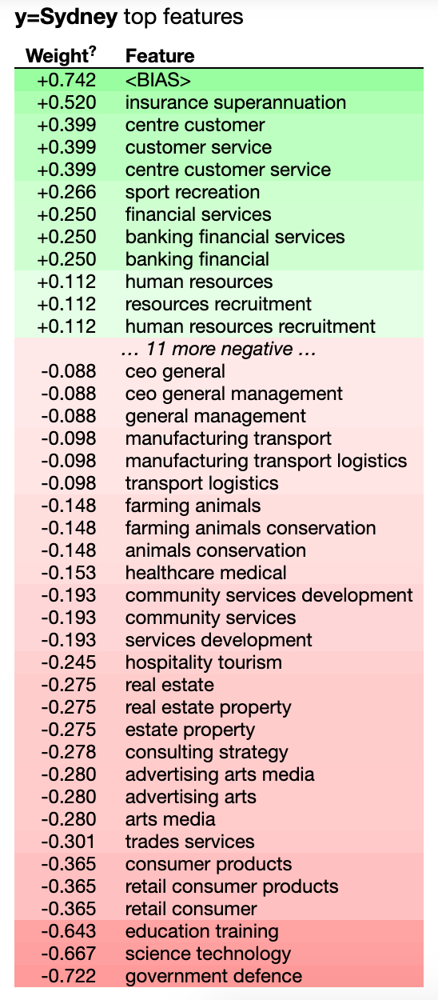 y=Sydney top features
Weight? Feature
+0.742 <BIAS>
+0.520 insurance superannuation
+0.399 centre customer
+0.399 customer service
+0.399 centre customer service
+0.266 sport recreation
+0.250 financial services
+0.250 banking financial services
+0.250 banking financial
+0.112 human resources
+0.112 resources recruitment
+0.112 human resources recruitment
… 11 more negative …
-0.088 ceo general
-0.088 ceo general management
-0.088 general management
-0.098 manufacturing transport
-0.098 manufacturing transport logistics
-0.098 transport logistics
-0.148 farming animals
-0.148 farming animals conservation
-0.148 animals conservation
-0.153 healthcare medical
-0.193 community services development
-0.193 community services
-0.193 services development
-0.245 hospitality tourism
-0.275 real estate
-0.275 real estate property
-0.275 estate property
-0.278 consulting strategy
-0.280 advertising arts media
-0.280 advertising arts
-0.280 arts media
-0.301 trades services
-0.365 consumer products
-0.365 retail consumer products
-0.365 retail consumer
-0.643 education training
-0.667 science technology
-0.722 government defence